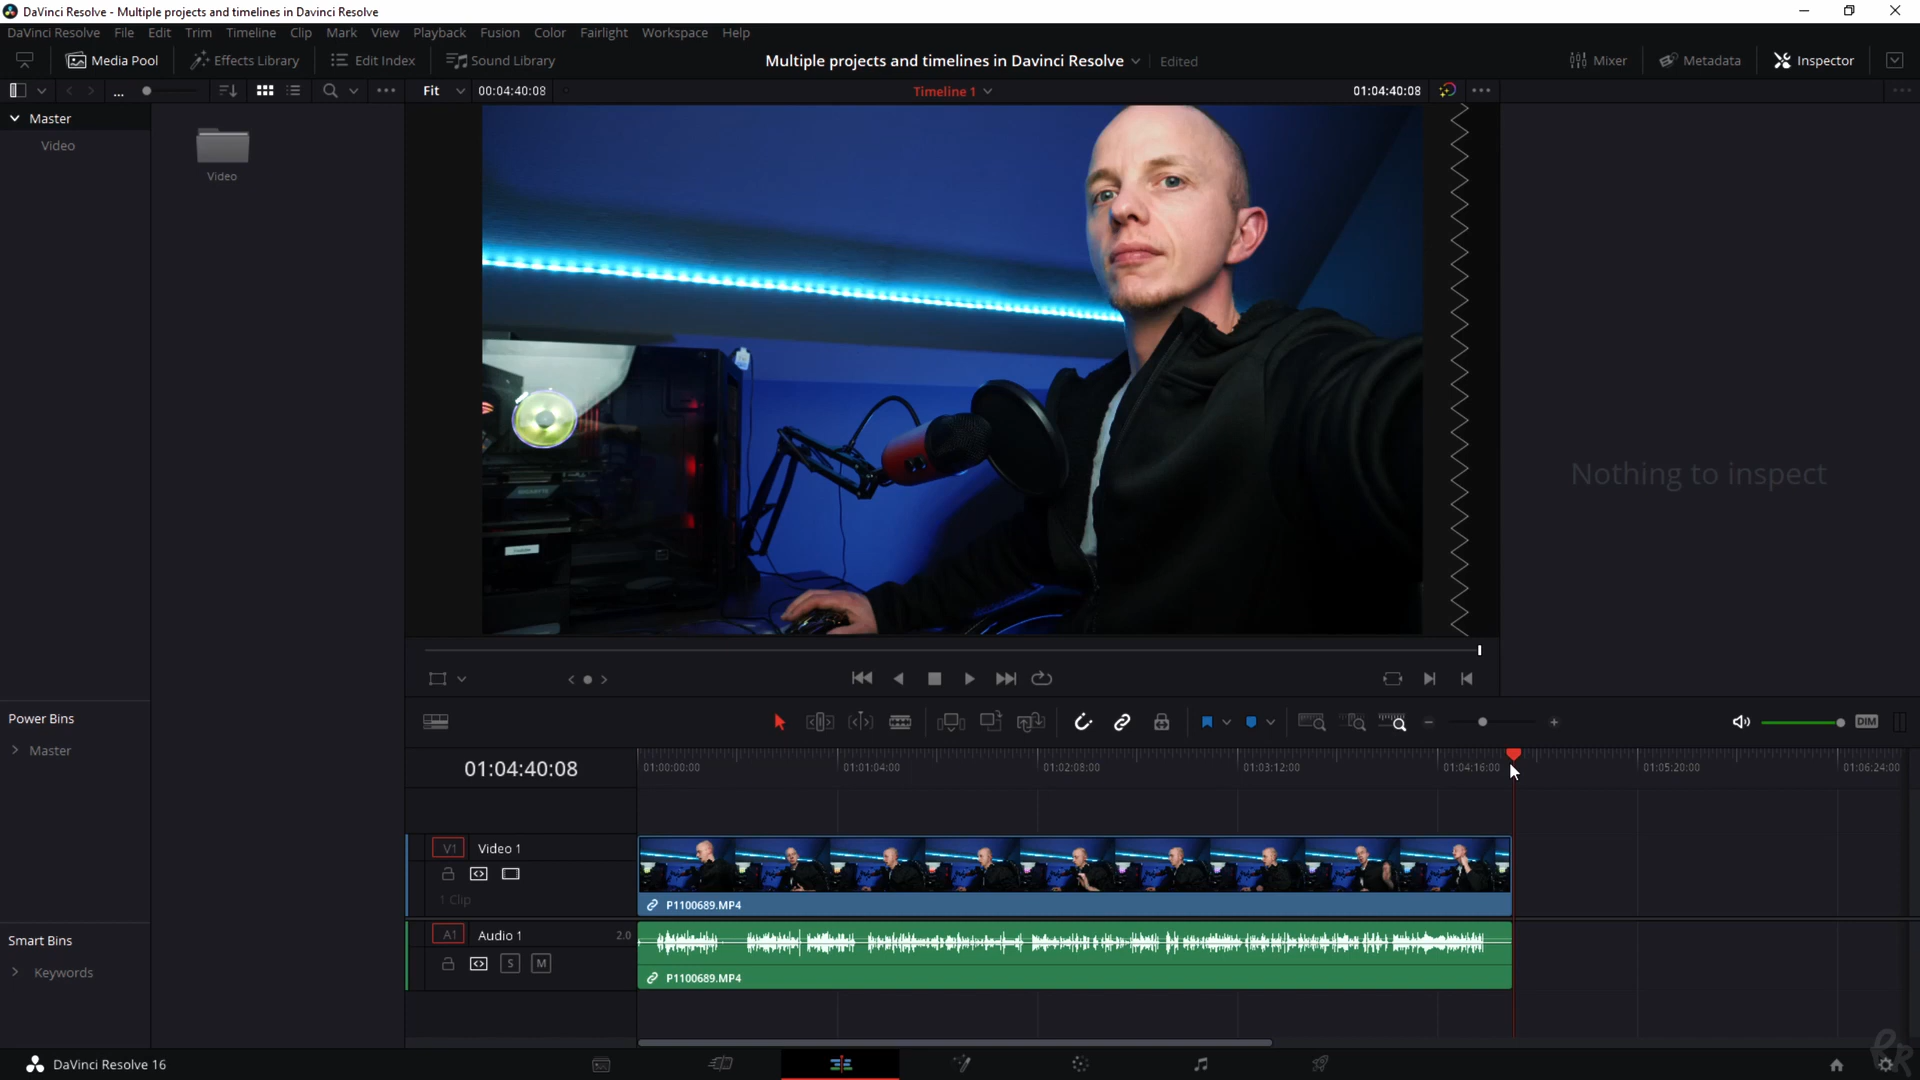 DaVinci Resolve - Multiple projects and timelines in DavInci Resolve
DaVinci Resolve File Edit Trim Timeline Clip Mark View Playback Fusion Color Fairlight Workspace Help
Media Pool Effects Library Edit Index Sound Library Multiple projects and timelines in Davinci Resolve Edited Mixer Metadata Inspector
... Fit 00:04:40:08 Timeline 1 01:04:40:08
Master
Video
Video
Nothing to inspect
Power Bins
Master
DIM
01:04:40:08 01:00:00:00 01:01:04:00 01:02:08:00 01:03:12:00 01:04:16:00 01:05:20:00 01:06:24:00
V1 Video 1
1 Clip
P1100689.MP4
A1 Audio 1 2.0
S M
P1100689.MP4
Smart Bins
Keywords
DaVinci Resolve 16